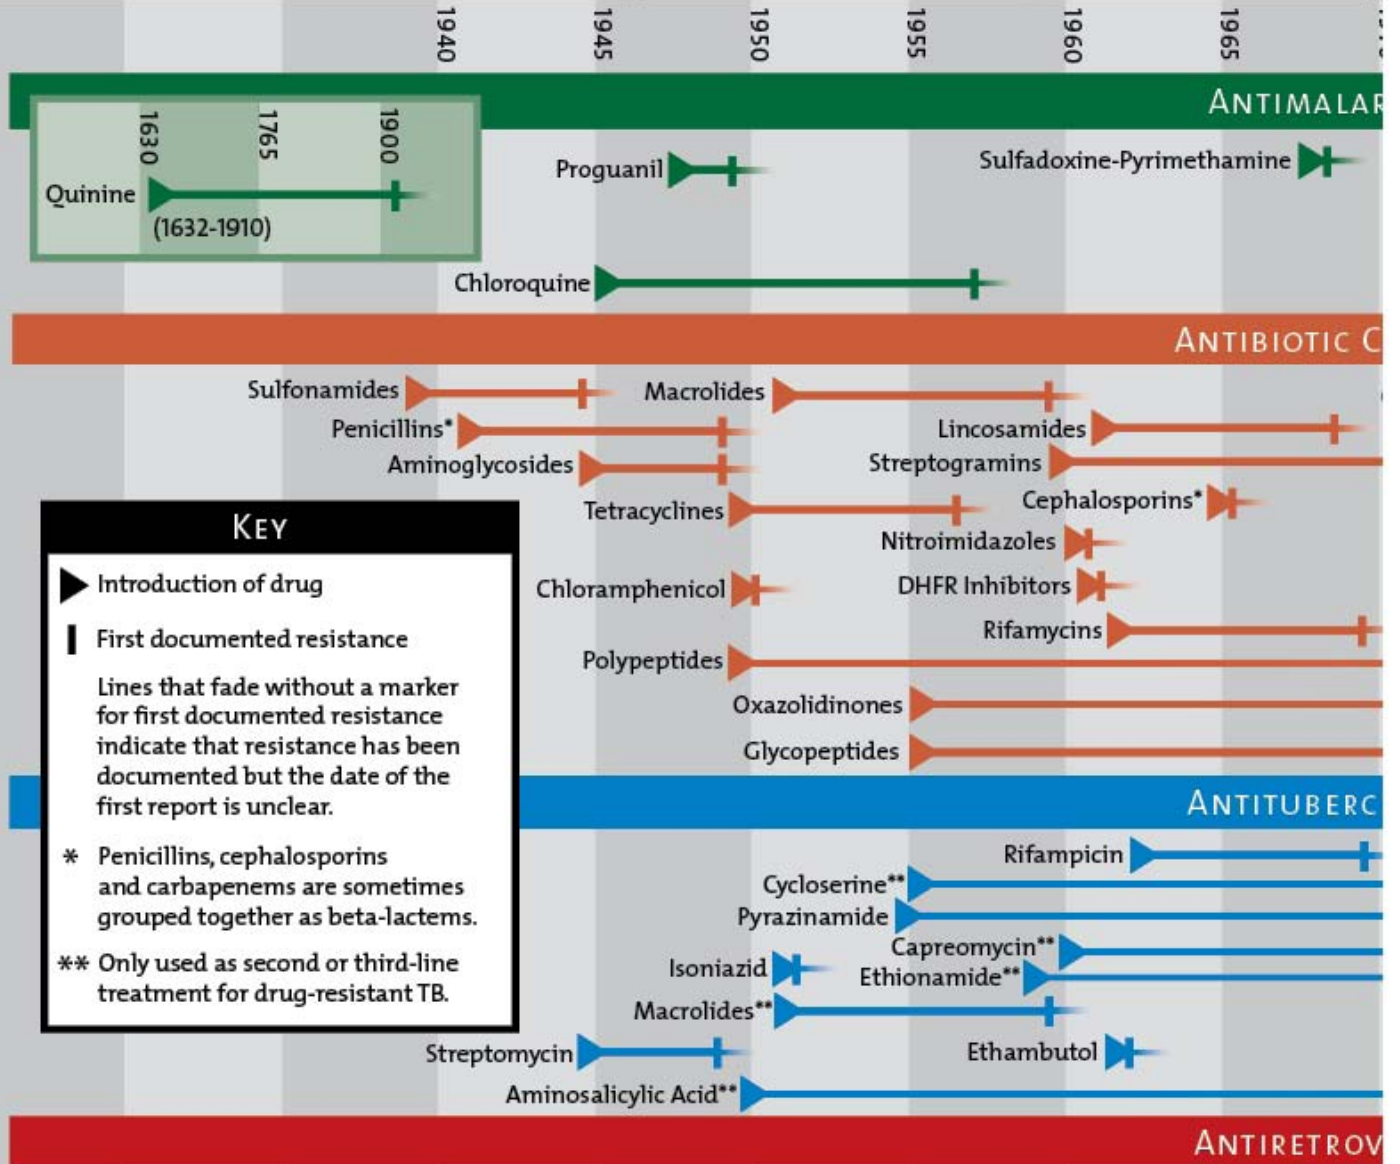 1940
1945
1950
1955
1960
1965
ANTIMALAR
1630
1765
1900
Quinine
(1632-1910)
Proguanil
Sulfadoxine-Pyrimethamine
Chloroquine
ANTIBIOTIC C
Sulfonamides
Macrolides
Penicillins*
Lincosamides
Aminoglycosides
Streptogramins
Tetracyclines
Cephalosporins*
Nitroimidazoles
Chloramphenicol
DHFR Inhibitors
Rifamycins
Polypeptides
Oxazolidinones
Glycopeptides
KEY
Introduction of drug
First documented resistance
Lines that fade without a marker
for first documented resistance
indicate that resistance has been
documented but the date of the
first report is unclear.
* Penicillins, cephalosporins
and carbapenems are sometimes
grouped together as beta-lactems.
** Only used as second or third-line
treatment for drug-resistant TB.
ANTITUBERC
Rifampicin
Cycloserine**
Pyrazinamide
Capreomycin**
Isoniazid
Ethionamide**
Macrolides**
Streptomycin
Ethambutol
Aminosalicylic Acid**
ANTIRETROV